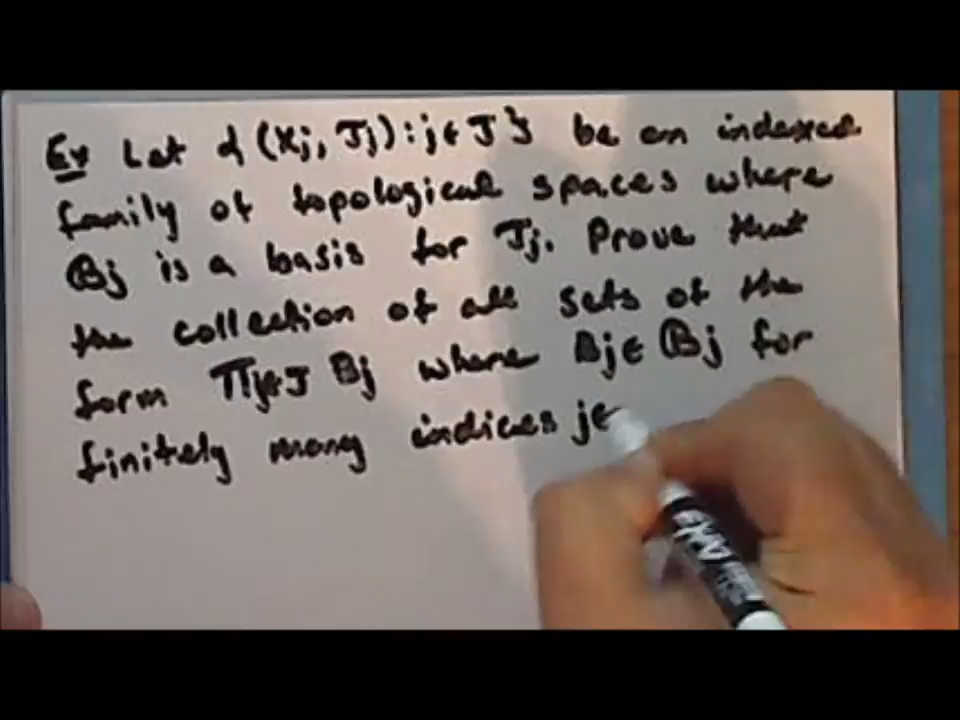 Ex Let {(Xj, Tj) : j ∈ J} be an indexed
family of topological spaces where
Bj is a basis for Tj. Prove that
the collection of all sets of the
form Πj∈J Bj where Bj ∈ Bj for
finitely many indices j∈